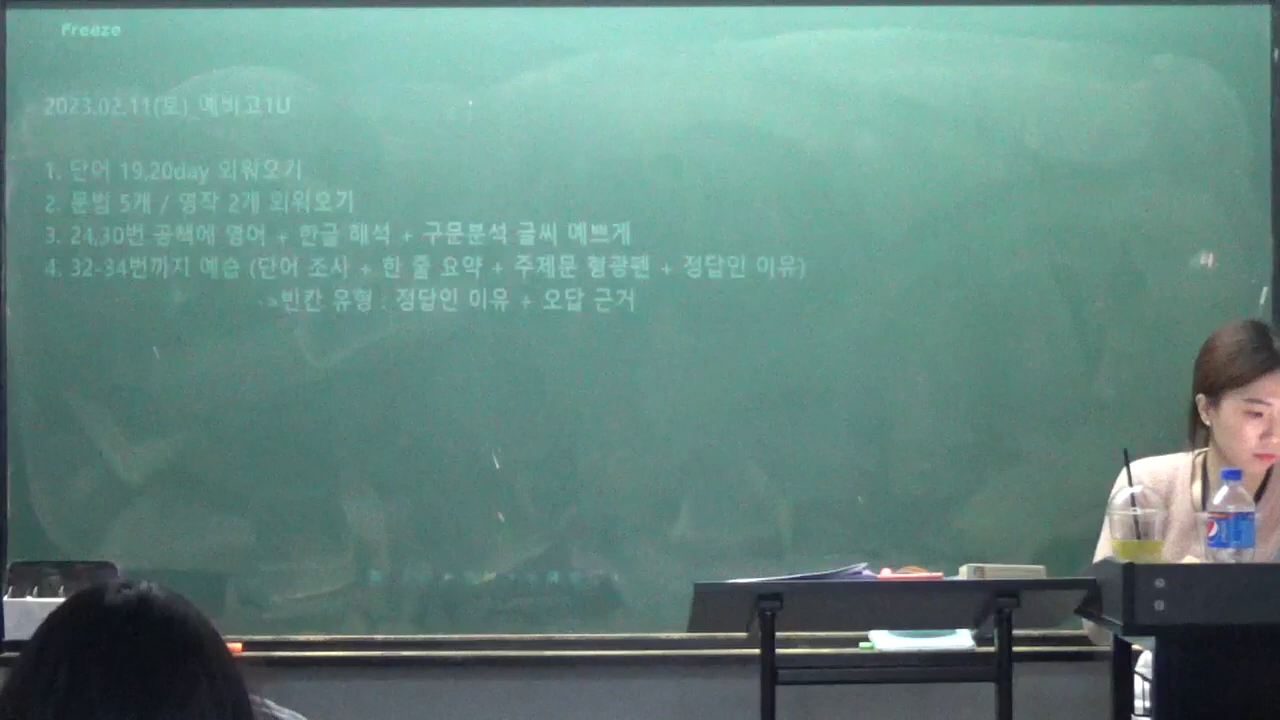 Freeze
2023.02.11(토)_예비고1U
1. 단어 19,20day 외워오기
2. 문법 5개 / 영작 2개 외워오기
3. 24,30번 공책에 영어 + 한글 해석 + 구문분석 글씨 예쁘게
4. 32-34번까지 예습 (단어 조사 + 한 줄 요약 + 주제문 형광펜 + 정답인 이유)
->빈칸 유형 : 정답인 이유 + 오답 근거